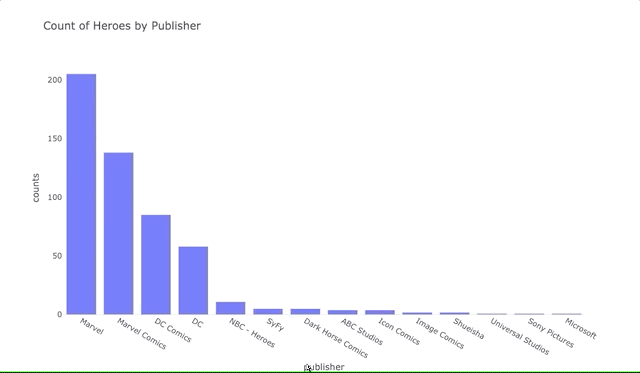 Count of Heroes by Publisher
counts
200
150
100
50
0
Marvel
Marvel Comics
DC Comics
DC
NBC - Heroes
SyFy
Dark Horse Comics
ABC Studios
Icon Comics
Image Comics
Shueisha
Universal Studios
Sony Pictures
Microsoft
publisher